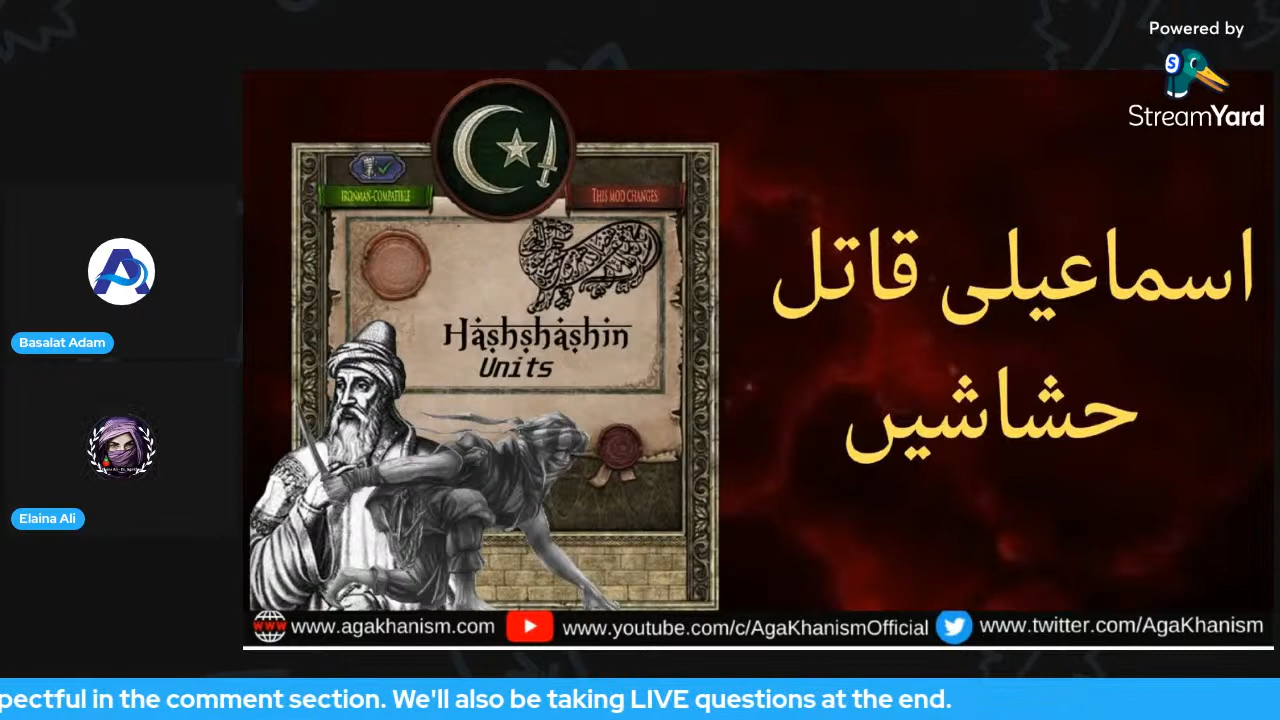 Powered by
StreamYard
IRONMAN-COMPATIBLE
THIS MOD CHANGES:
Hashshashin
Units
اسماعیلی قاتل
حشاشیں
Basalat Adam
Elaina Ali
www.agakhanism.com
www.youtube.com/c/AgaKhanismOfficial
www.twitter.com/AgaKhanism
pectful in the comment section. We'll also be taking LIVE questions at the end.